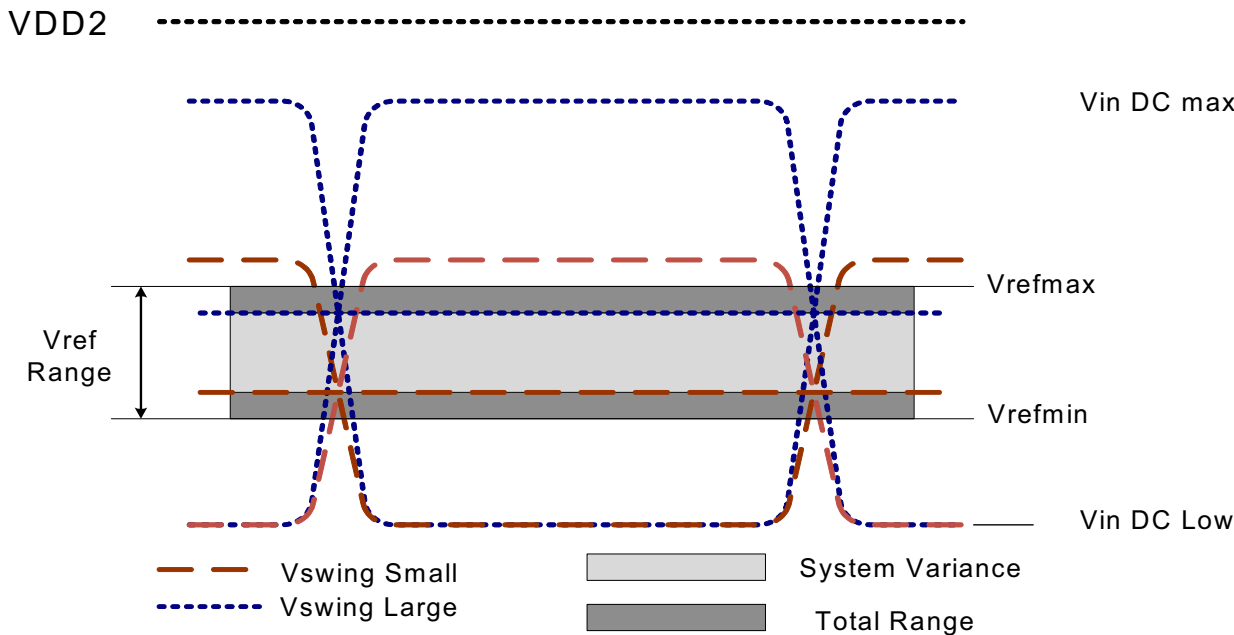 VDD2
Vin DC max
Vrefmax
Vref
Range
Vrefmin
Vin DC Low
Vswing Small
System Variance
Vswing Large
Total Range